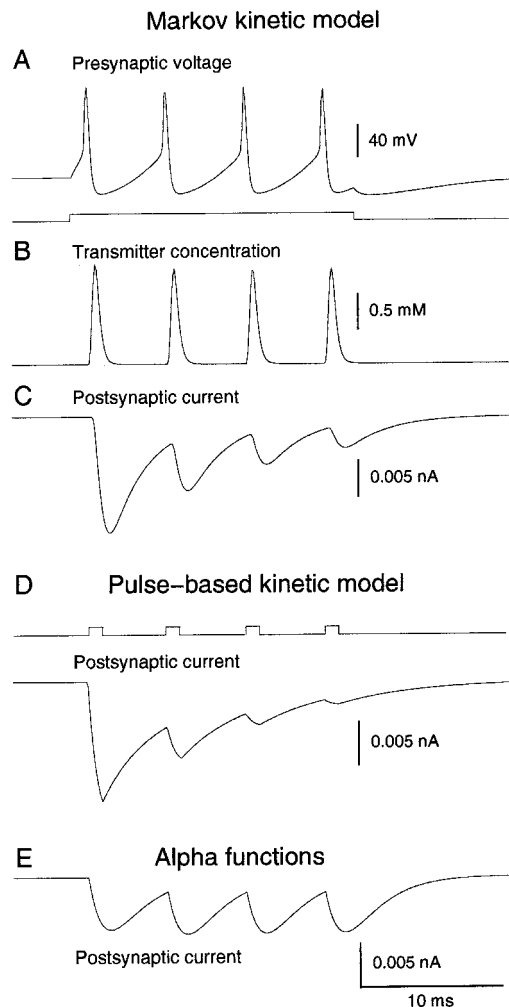 Markov kinetic model
A Presynaptic voltage
40 mV
B Transmitter concentration
0.5 mM
C Postsynaptic current
0.005 nA
D Pulse-based kinetic model
Postsynaptic current
0.005 nA
E Alpha functions
Postsynaptic current
0.005 nA
10 ms